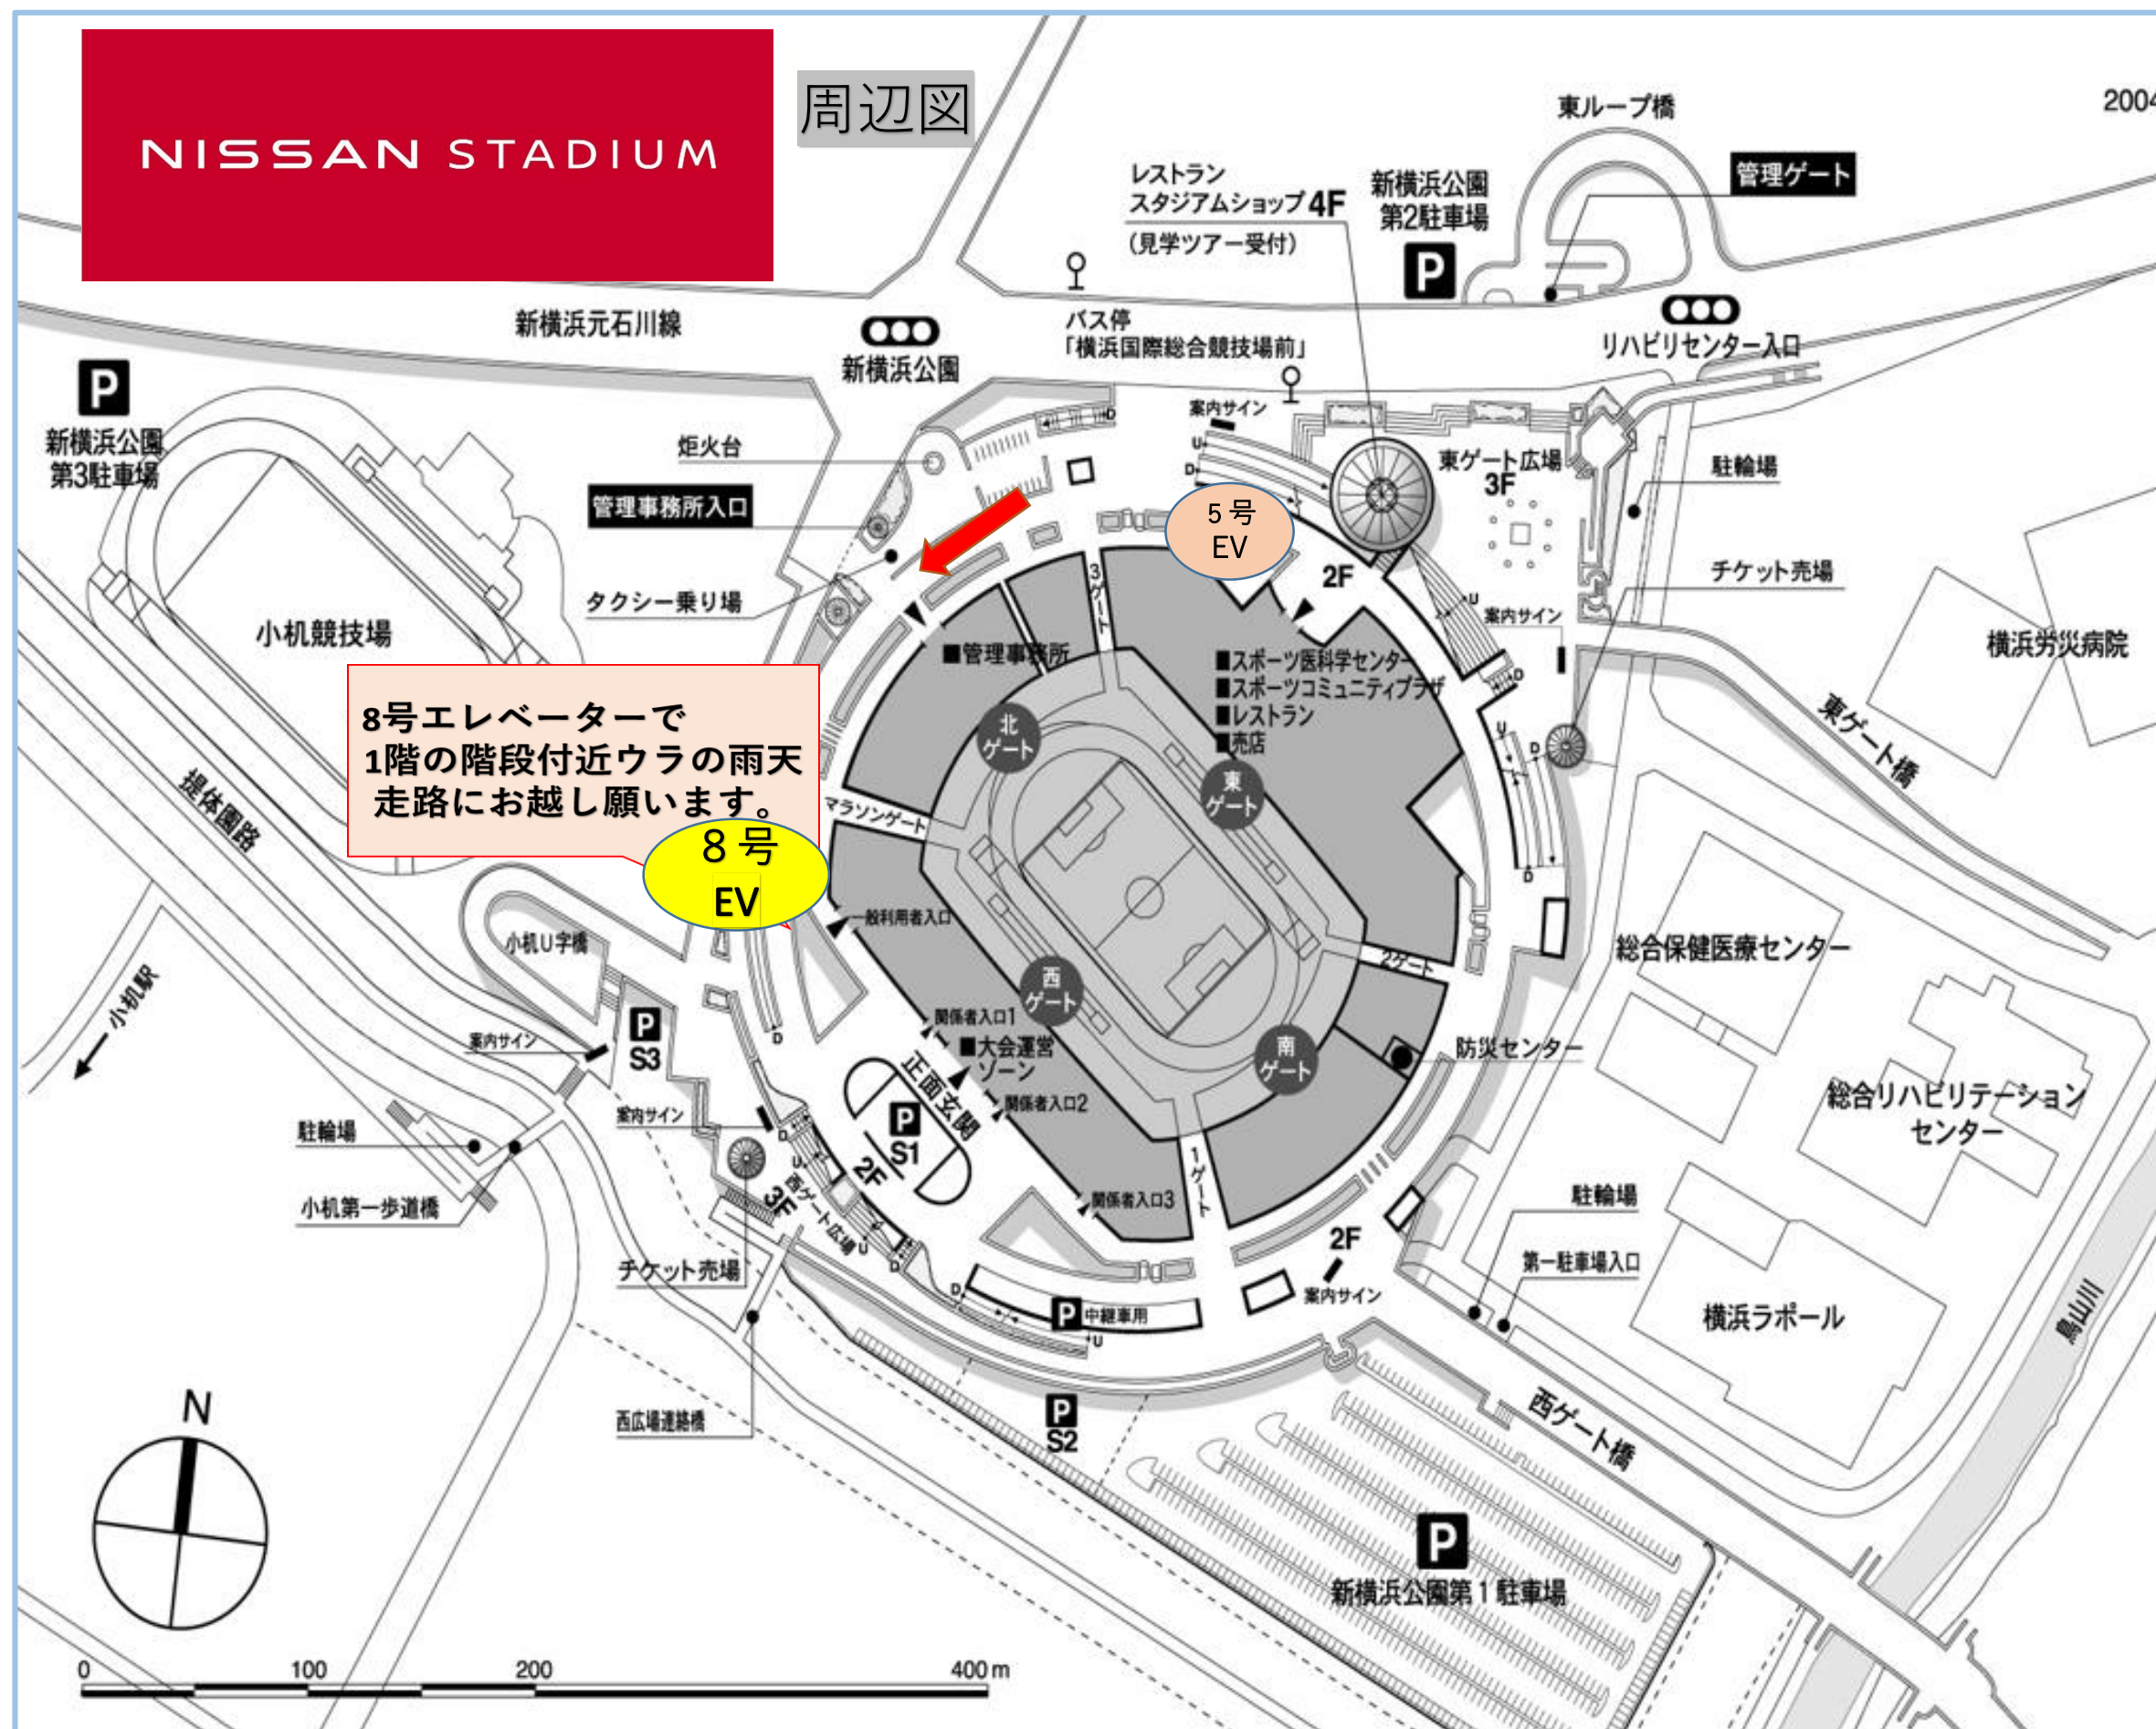 NISSAN STADIUM
周辺図
2004
東ループ橋
管理ゲート
レストラン
スタジアムショップ4F
(見学ツアー受付)
新横浜公園
第2駐車場
P
新横浜元石川線
新横浜公園
バス停
「横浜国際総合競技場前」
リハビリセンター入口
P
新横浜公園
第3駐車場
炬火台
管理事務所入口
タクシー乗り場
案内サイン
U
D
D
東ゲート広場
3F
駐輪場
5号
EV
2F
チケット売場
案内サイン
U
D
小机競技場
3ゲート
■管理事務所
■スポーツ医科学センター
■スポーツコミュニティプラザ
■レストラン
■売店
横浜労災病院
東ゲート橋
8号エレベーターで
1階の階段付近ウラの雨天
走路にお越し願います。
8号
EV
北
ゲート
東
ゲート
U
D
D
マラソンゲート
提体園路
一般利用者入口
小机U字橋
小机駅
西
ゲート
2ゲート
総合保健医療センター
関係者入口1
■大会運営
ゾーン
関係者入口2
正面玄関
南
ゲート
防災センター
案内サイン
P
S3
D
案内サイン
P
S1
総合リハビリテーション
センター
駐輪場
小机第一歩道橋
D
U
2F
3F
西ゲート広場
U
D
1ゲート
関係者入口3
チケット売場
D
P 中継車用
U
2F
案内サイン
駐輪場
第一駐車場入口
横浜ラポール
鳥山川
N
西広場連絡橋
P
S2
西ゲート橋
P
新横浜公園第1駐車場
0 100 200 400m